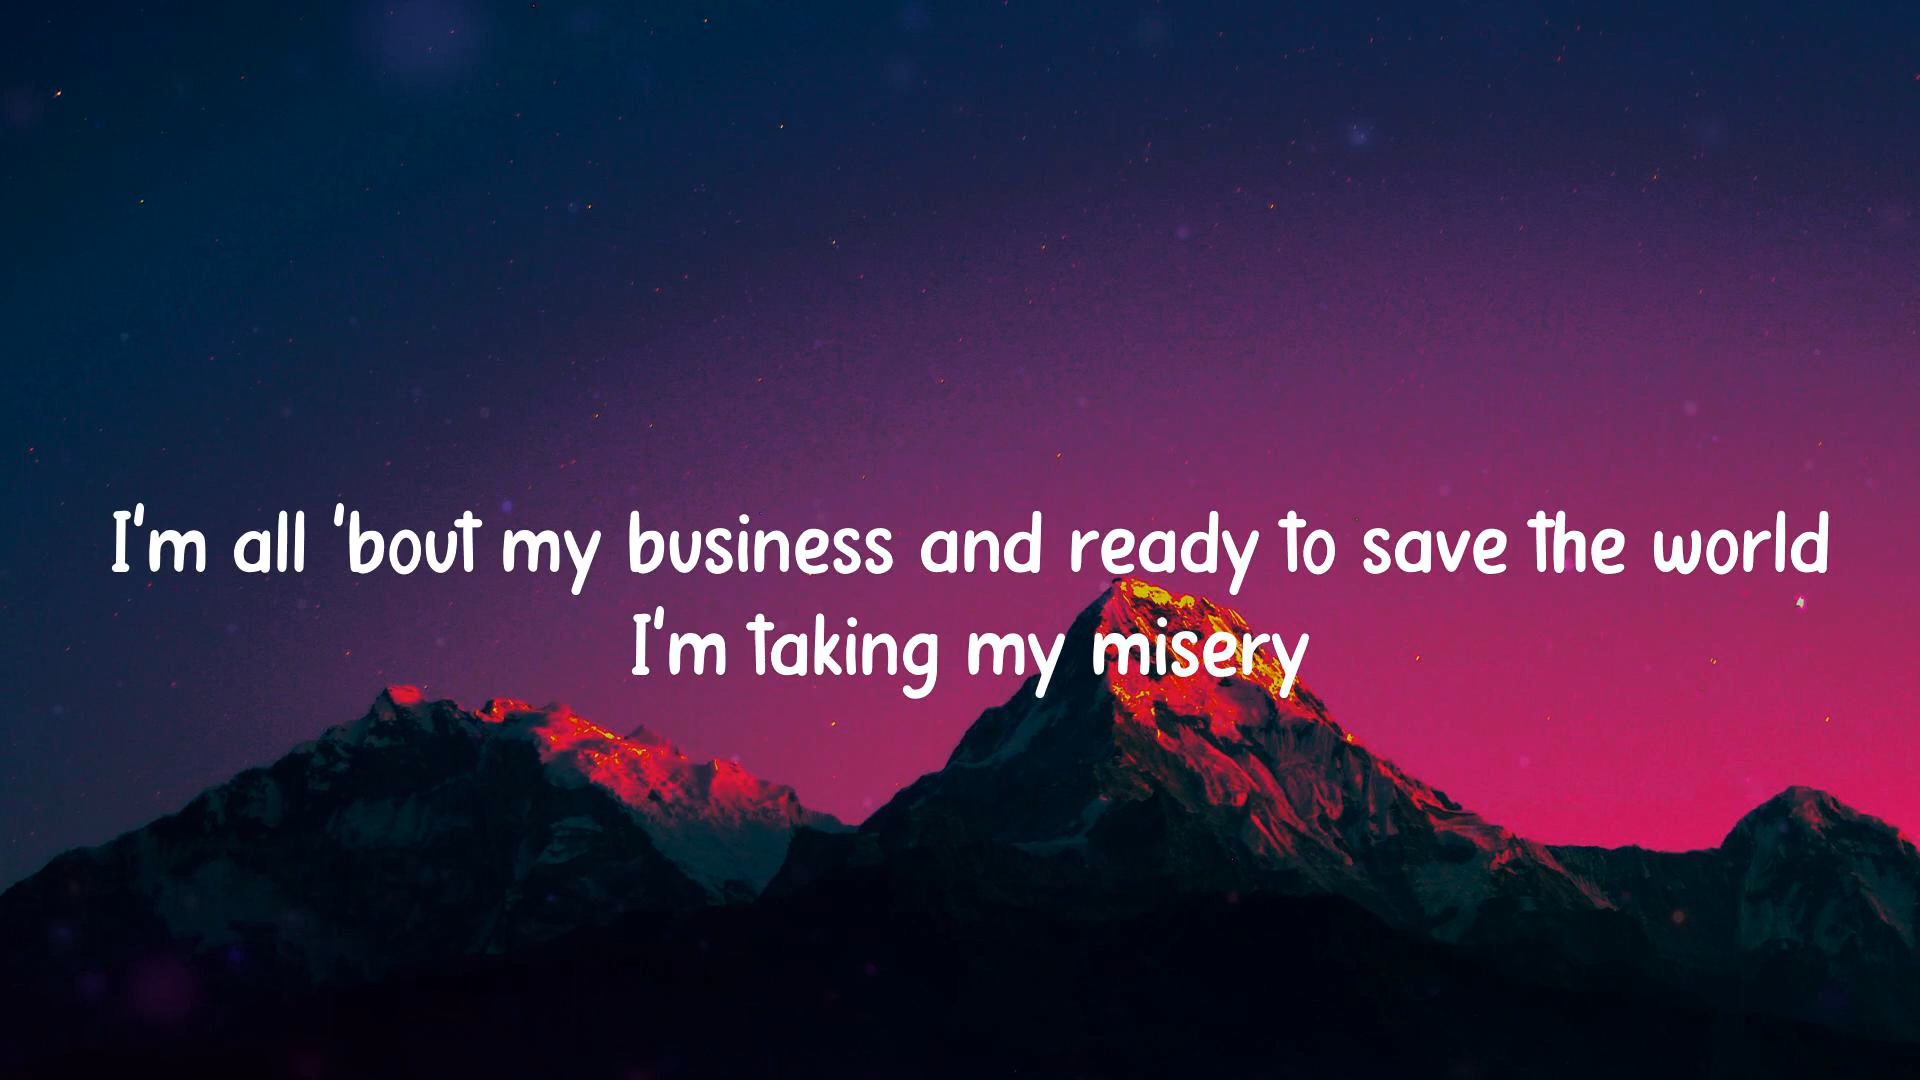 I'm all 'bout my business and ready to save the world
I'm taking my misery